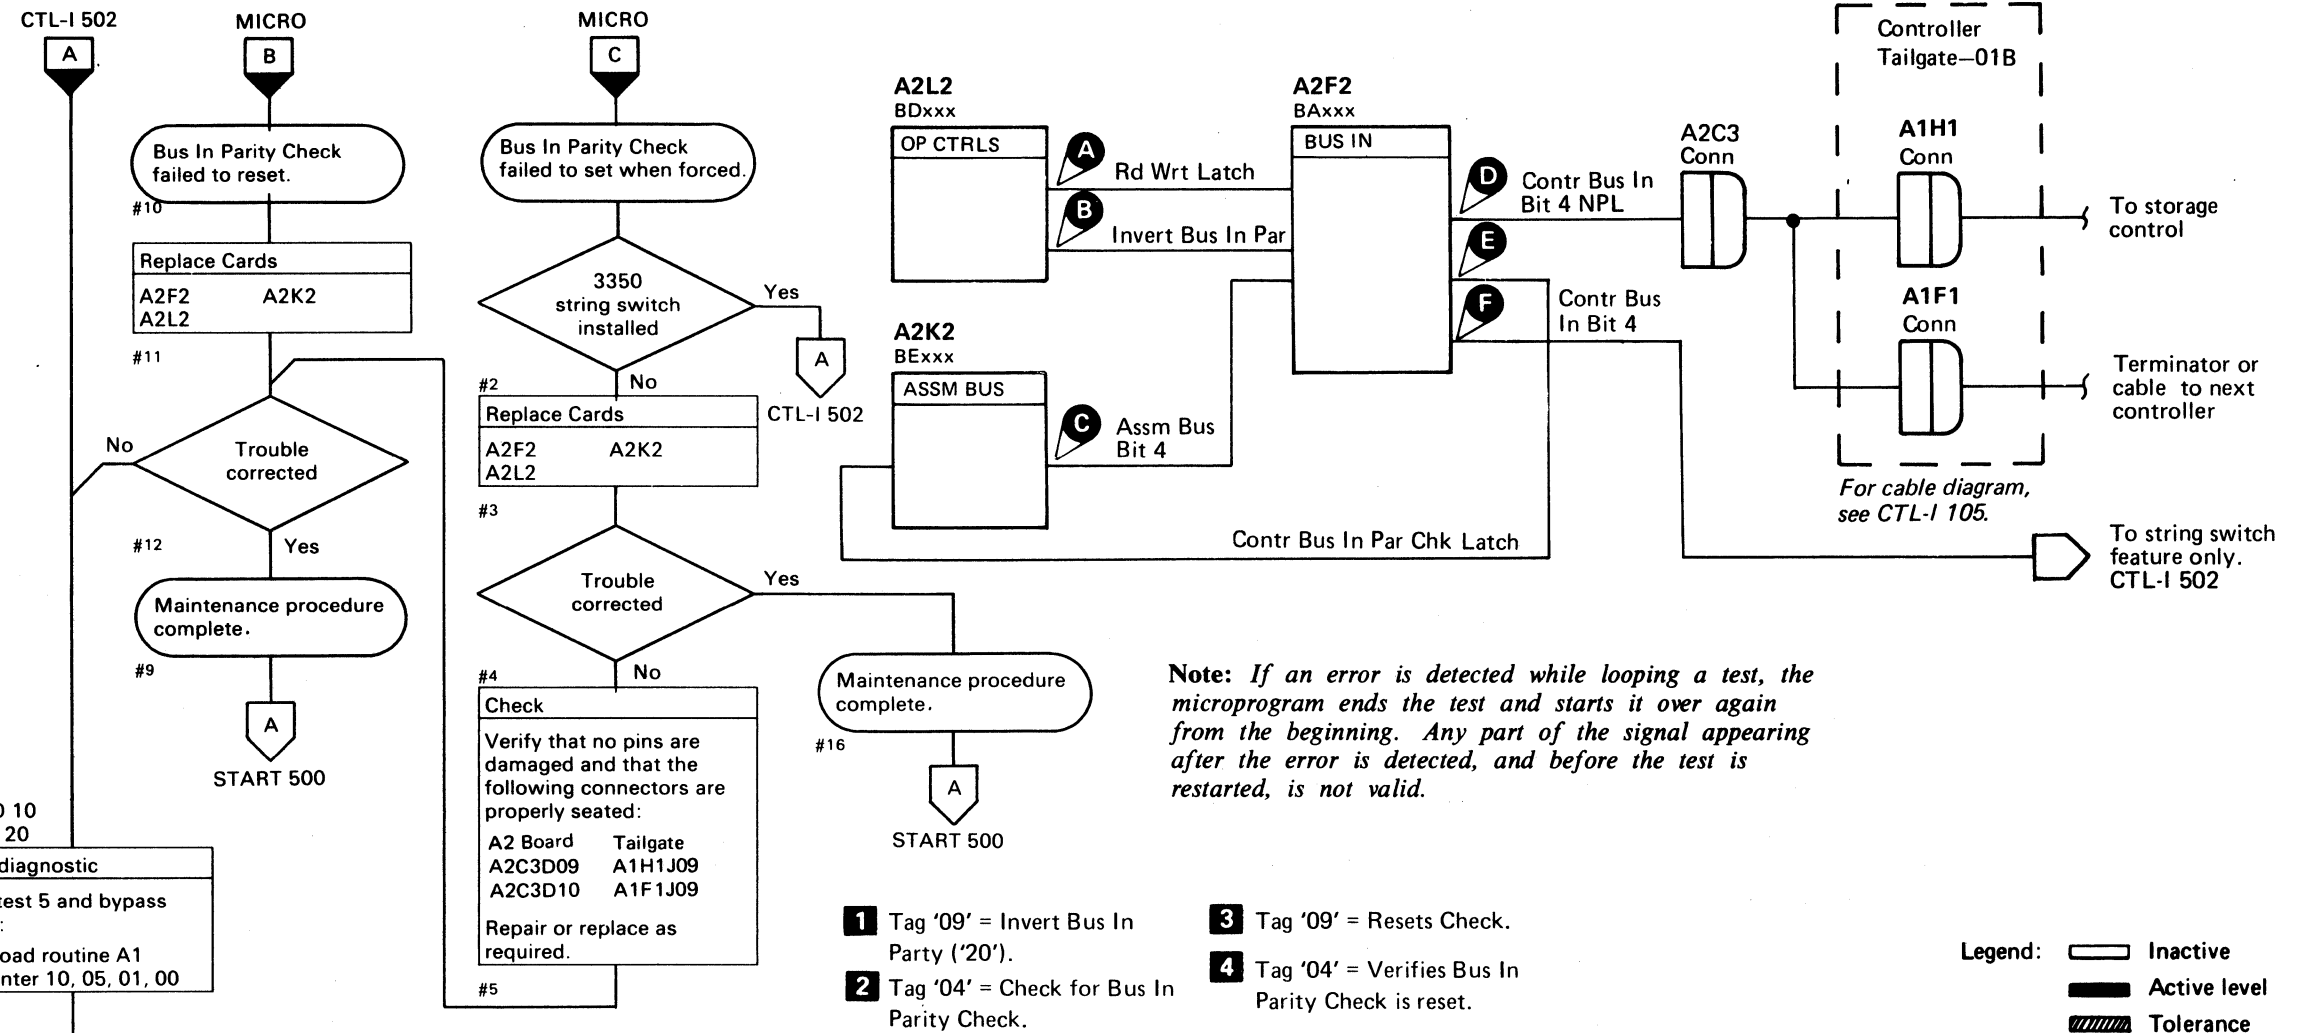 CTL-I 502
A
MICRO
B
Bus In Parity Check
failed to reset.
#10
Replace Cards
A2F2 A2K2
A2L2
#11
Trouble
corrected
No
#12
Yes
Maintenance procedure
complete.
#9
A
START 500
0 10
20
diagnostic
test 5 and bypass
:
oad routine A1
nter 10, 05, 01, 00
MICRO
C
Bus In Parity Check
failed to set when forced.
3350
string switch
installed
Yes
A
CTL-I 502
No
#2
Replace Cards
A2F2 A2K2
A2L2
#3
Trouble
corrected
Yes
Maintenance procedure
complete.
#16
A
START 500
No
#4
Check
Verify that no pins are
damaged and that the
following connectors are
properly seated:
A2 Board Tailgate
A2C3D09 A1H1J09
A2C3D10 A1F1J09
Repair or replace as
required.
#5
A2L2
BDxxx
OP CTRLS
A
Rd Wrt Latch
B
Invert Bus In Par
A2K2
BExxx
ASSM BUS
C
Assm Bus
Bit 4
A2F2
BAxxx
BUS IN
D
Contr Bus In
Bit 4 NPL
E
F
Contr Bus
In Bit 4
Contr Bus In Par Chk Latch
A2C3
Conn
Controller
Tailgate—01B
A1H1
Conn
A1F1
Conn
For cable diagram,
see CTL-I 105.
To storage
control
Terminator or
cable to next
controller
To string switch
feature only.
CTL-I 502
Note: If an error is detected while looping a test, the
microprogram ends the test and starts it over again
from the beginning. Any part of the signal appearing
after the error is detected, and before the test is
restarted, is not valid.
1 Tag '09' = Invert Bus In
Party ('20').
2 Tag '04' = Check for Bus In
Parity Check.
3 Tag '09' = Resets Check.
4 Tag '04' = Verifies Bus In
Parity Check is reset.
Legend: Inactive
Active level
Tolerance